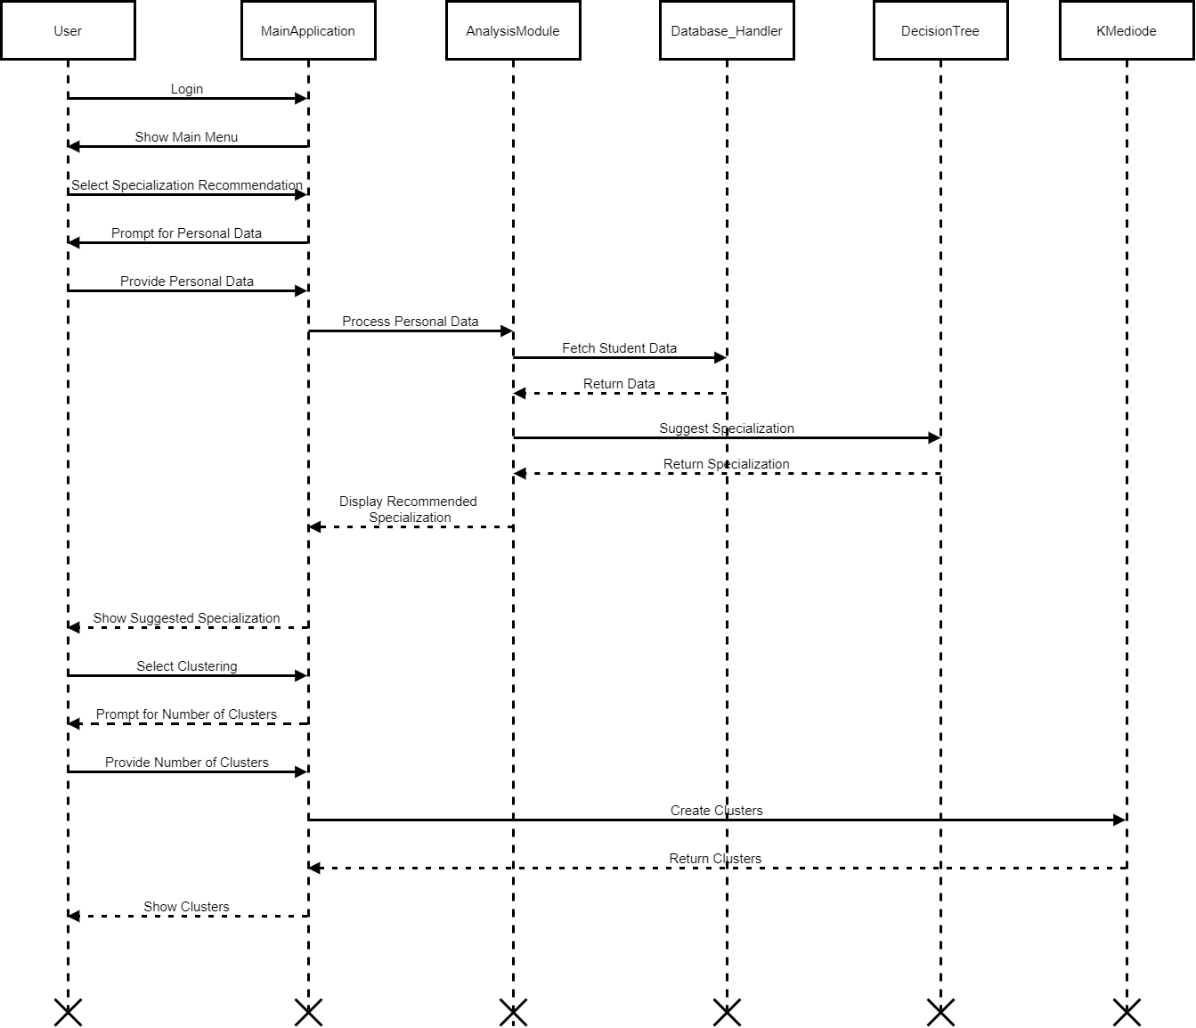 User
MainApplication
AnalysisModule
Database_Handler
DecisionTree
KMediode
Login
Show Main Menu
Select Specialization Recommendation
Prompt for Personal Data
Provide Personal Data
Process Personal Data
Fetch Student Data
Return Data
Suggest Specialization
Return Specialization
Display Recommended
Specialization
Show Suggested Specialization
Select Clustering
Prompt for Number of Clusters
Provide Number of Clusters
Create Clusters
Return Clusters
Show Clusters